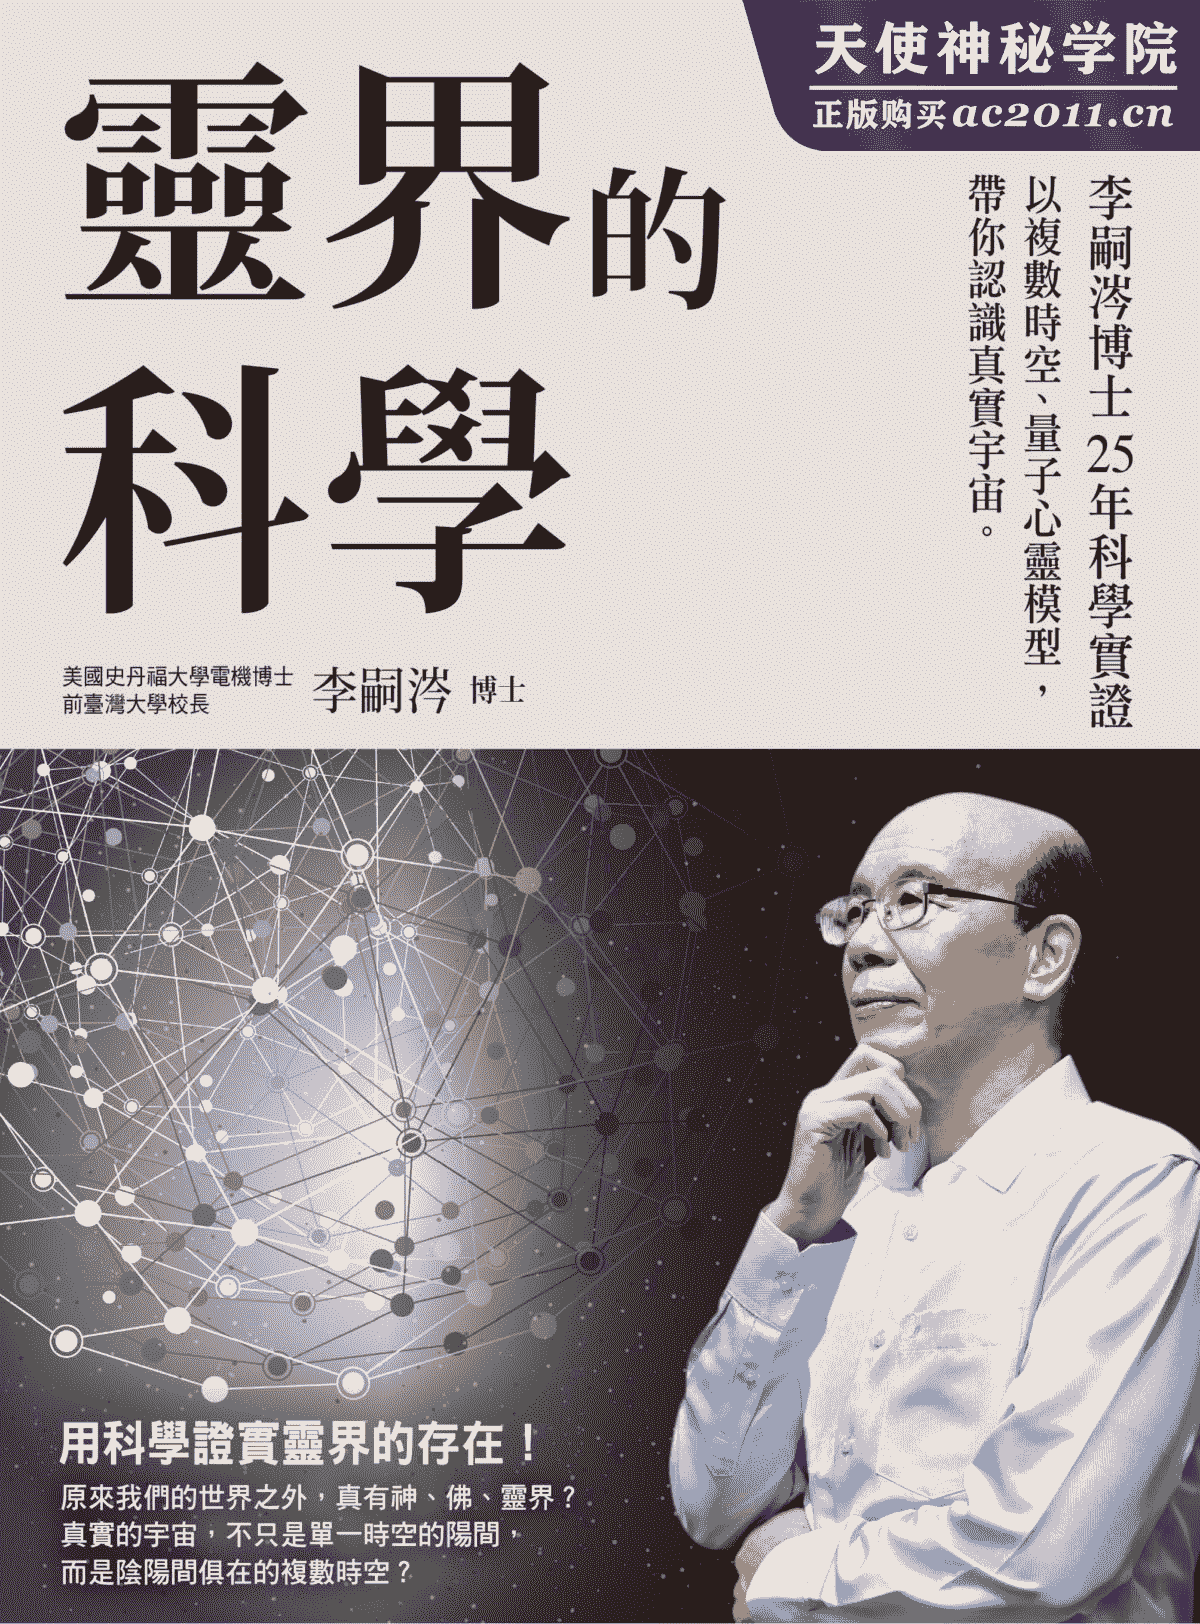 天使神秘学院
正版购买ac2011.cn
靈界的
科學
李嗣涔博士25年科學實證
以複數時空、量子心靈模型，
帶你認識真實宇宙。
美國史丹福大學電機博士
前臺灣大學校長
李嗣涔 博士
用科學證實靈界的存在！
原來我們的世界之外，真有神、佛、靈界？
真實的宇宙，不只是單一時空的陽間，
而是陰陽間俱在的複數時空？